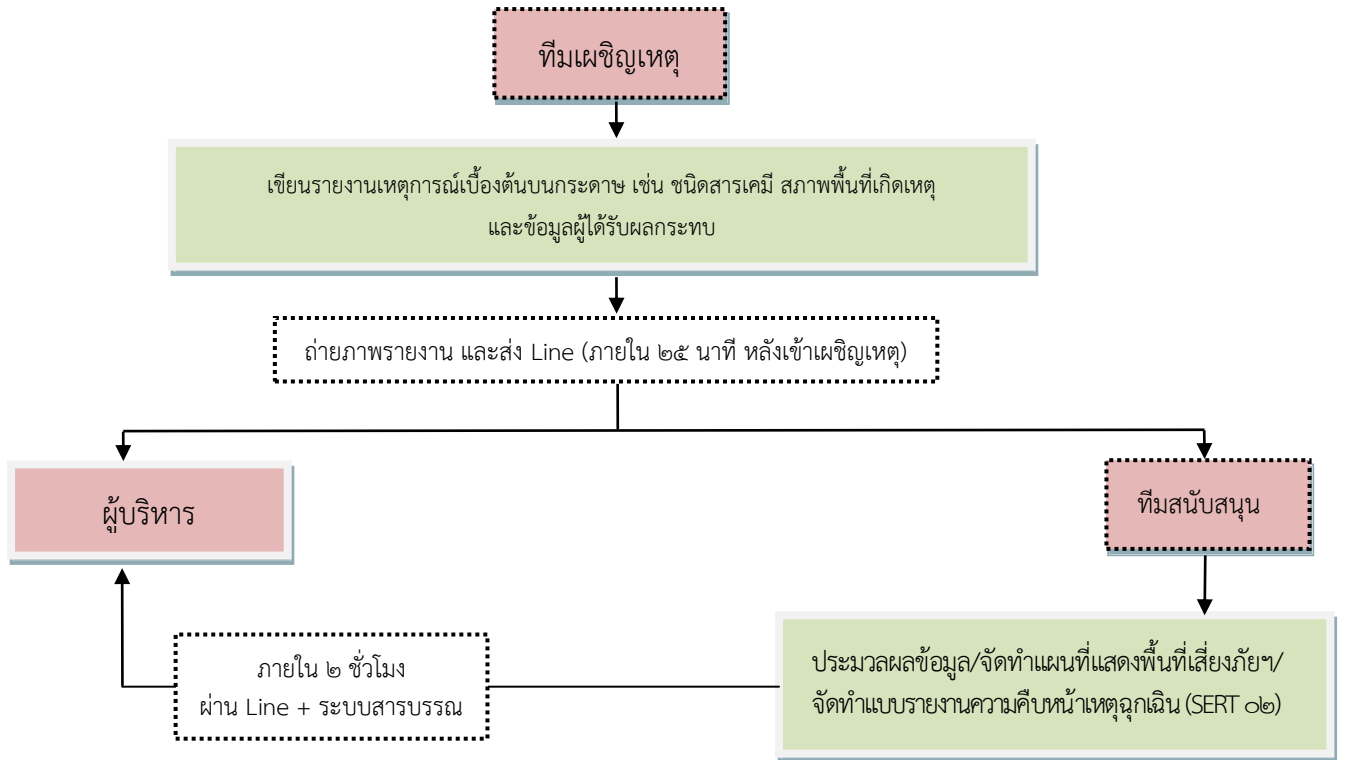 ทีมเผชิญเหตุ
เขียนรายงานเหตุการณ์เบื้องต้นบนกระดาษ เช่น ชนิดสารเคมี สภาพพื้นที่เกิดเหตุ
และข้อมูลผู้ได้รับผลกระทบ
ถ่ายภาพรายงาน และส่ง Line (ภายใน ๒๕ นาที หลังเข้าเผชิญเหตุ)
ผู้บริหาร
ทีมสนับสนุน
ภายใน ๒ ชั่วโมง
ผ่าน Line + ระบบสารบรรณ
ประมวลผลข้อมูล/จัดทำแผนที่แสดงพื้นที่เสี่ยงภัยฯ/
จัดทำแบบรายงานความคืบหน้าเหตุฉุกเฉิน (SERT ๐๒)